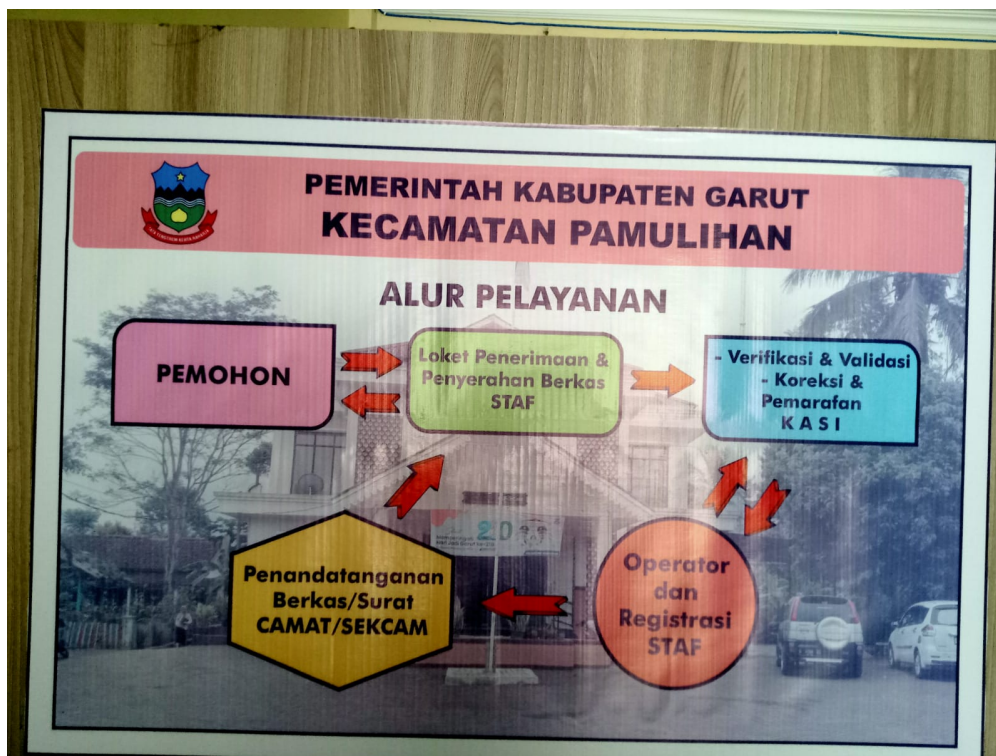 PEMERINTAH KABUPATEN GARUT
KECAMATAN PAMULIHAN
ALUR PELAYANAN
PEMOHON
Loket Penerimaan &
Penyerahan Berkas
STAF
- Verifikasi & Validasi
- Koreksi &
Pemarafan
K A S I
Penandatanganan
Berkas/Surat
CAMAT/SEKCAM
Operator
dan
Registrasi
STAF